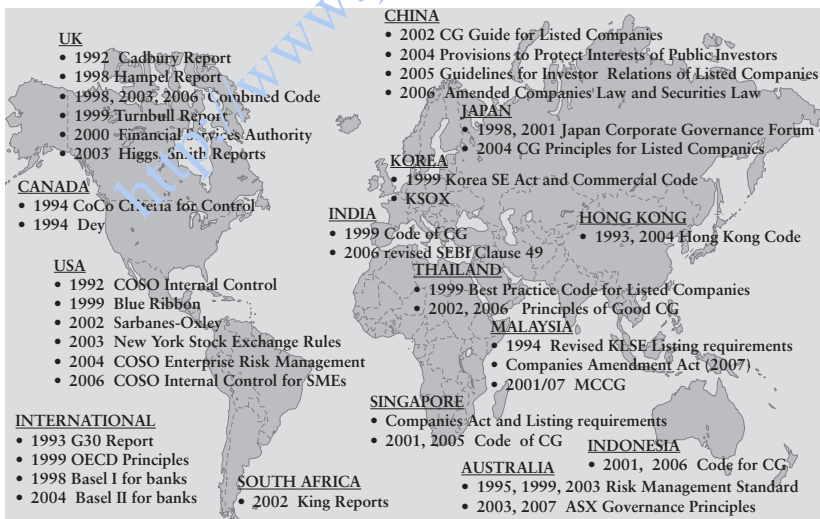 UK
• 1992 Cadbury Report
• 1998 Hampel Report
• 1998, 2003, 2006 Combined Code
• 1999 Turnbull Report
• 2000 Financial Services Authority
• 2003 Higgs, Smith Reports
CANADA
• 1994 CoCo Criteria for Control
• 1994 Dey
USA
• 1992 COSO Internal Control
• 1999 Blue Ribbon
• 2002 Sarbanes-Oxley
• 2003 New York Stock Exchange Rules
• 2004 COSO Enterprise Risk Management
• 2006 COSO Internal Control for SMEs
INTERNATIONAL
• 1993 G30 Report
• 1999 OECD Principles
• 1998 Basel I for banks
• 2004 Basel II for banks
SOUTH AFRICA
• 2002 King Reports
CHINA
• 2002 CG Guide for Listed Companies
• 2004 Provisions to Protect Interests of Public Investors
• 2005 Guidelines for Investor Relations of Listed Companies
• 2006 Amended Companies Law and Securities Law
JAPAN
• 1998, 2001 Japan Corporate Governance Forum
• 2004 CG Principles for Listed Companies
KOREA
• 1999 Korea SE Act and Commercial Code
• KSOX
INDIA
• 1999 Code of CG
• 2006 revised SEBI Clause 49
HONG KONG
• 1993, 2004 Hong Kong Code
THAILAND
• 1999 Best Practice Code for Listed Companies
• 2002, 2006 Principles of Good CG
MALAYSIA
• 1994 Revised KLSE Listing requirements
• Companies Amendment Act (2007)
• 2001/07 MCCG
SINGAPORE
• Companies Act and Listing requirements
• 2001, 2005 Code of CG
INDONESIA
• 2001, 2006 Code for CG
AUSTRALIA
• 1995, 1999, 2003 Risk Management Standard
• 2003, 2007 ASX Governance Principles
http://www.